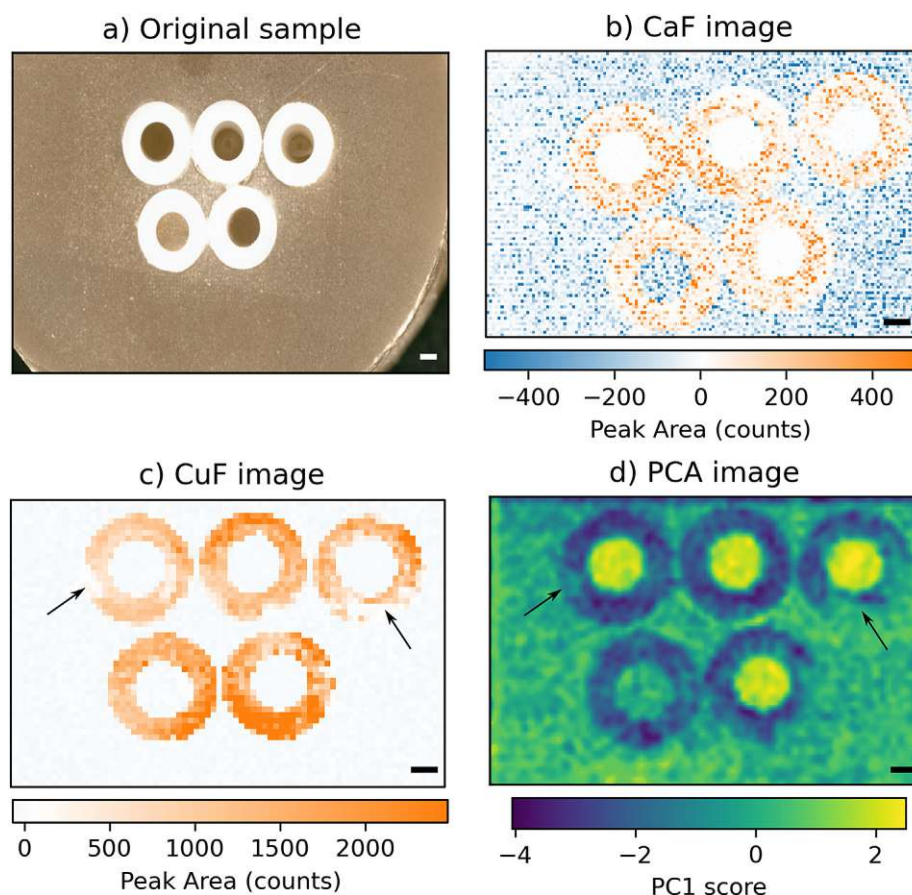 a) Original sample
b) CaF image
−400 −200 0 200 400
Peak Area (counts)
c) CuF image
d) PCA image
0 500 1000 1500 2000
Peak Area (counts)
−4 −2 0 2
PC1 score